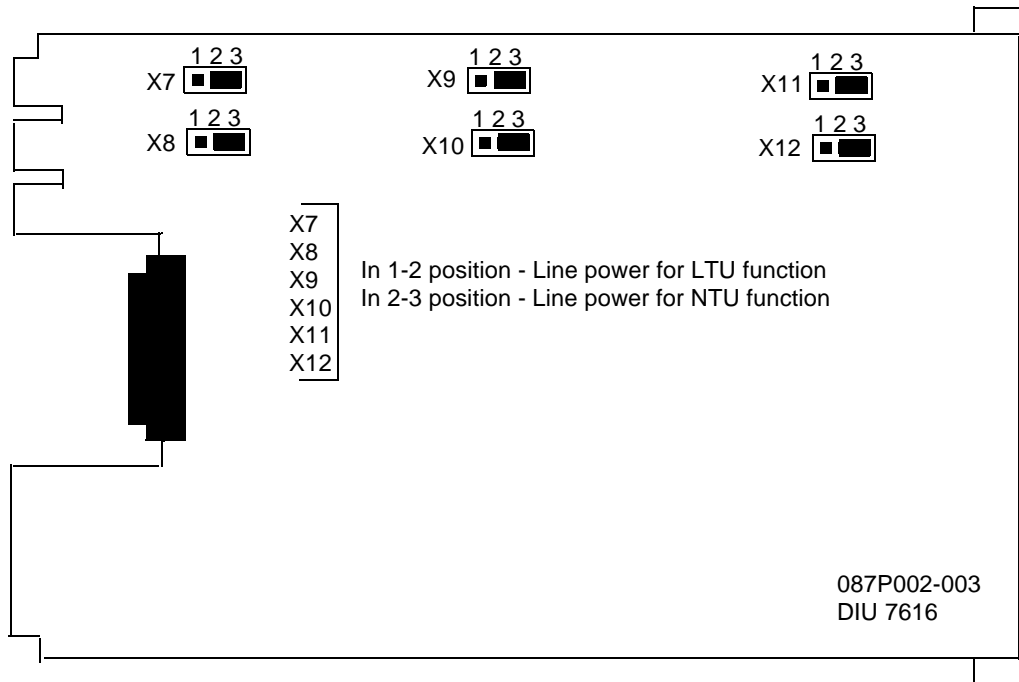 1 2 3
X7
1 2 3
X9
1 2 3
X11
1 2 3
X8
1 2 3
X10
1 2 3
X12
X7
X8
X9
X10
X11
X12
In 1-2 position - Line power for LTU function
In 2-3 position - Line power for NTU function
087P002-003
DIU 7616